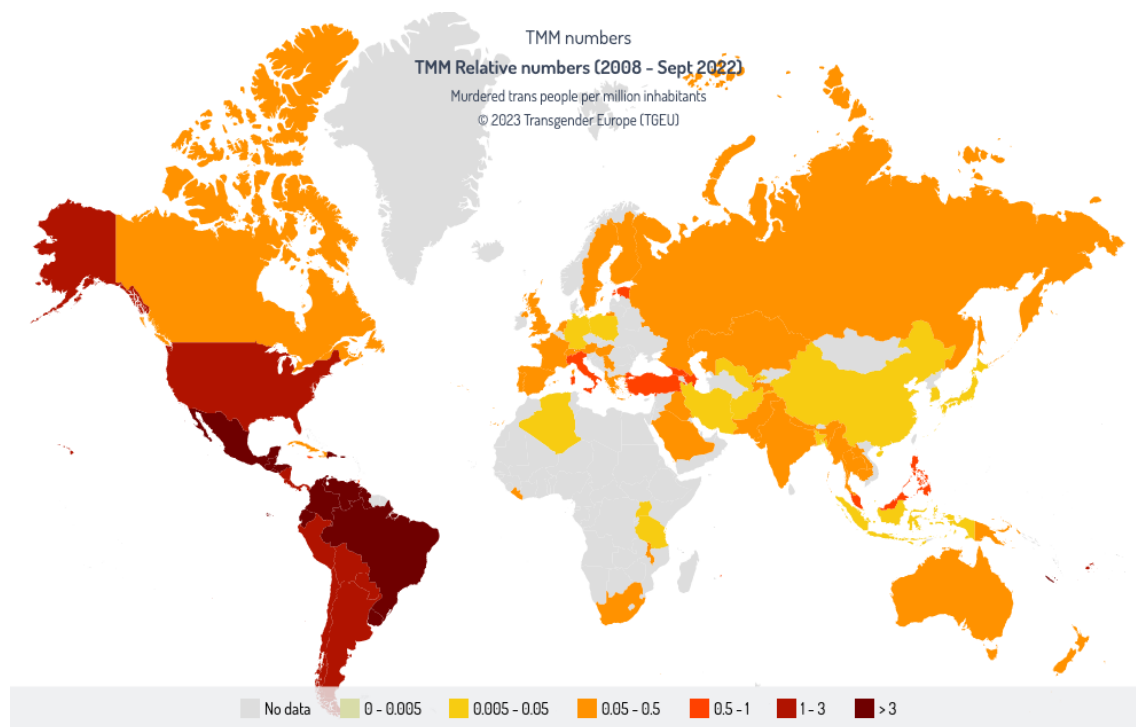 TMM numbers
TMM Relative numbers (2008 - Sept 2022)
Murdered trans people per million inhabitants
© 2023 Transgender Europe (TGEU)
No data 0 - 0.005 0.005 - 0.05 0.05 - 0.5 0.5 - 1 1 - 3 > 3